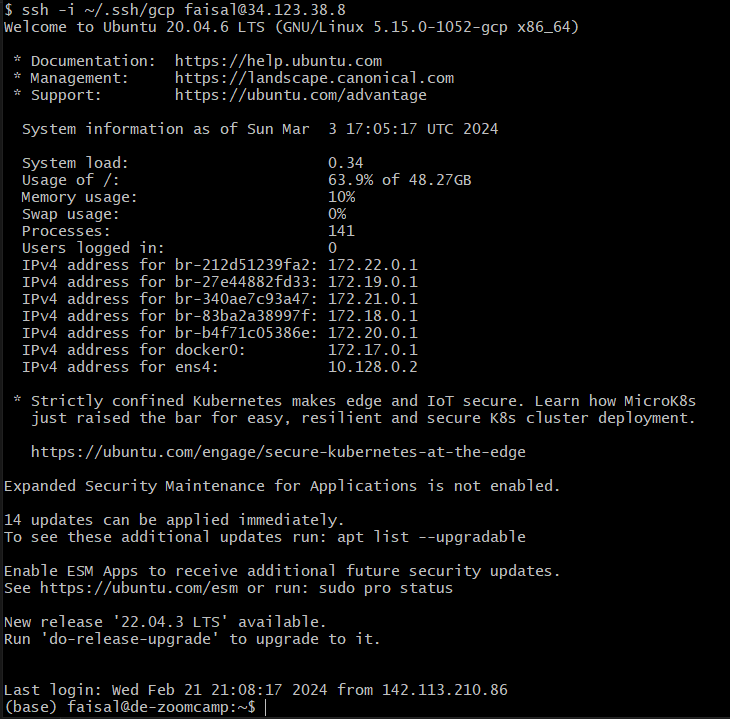 $ ssh -i ~/.ssh/gcp faisal@34.123.38.8
Welcome to Ubuntu 20.04.6 LTS (GNU/Linux 5.15.0-1052-gcp x86_64)
* Documentation:  https://help.ubuntu.com
* Management:     https://landscape.canonical.com
* Support:        https://ubuntu.com/advantage
System information as of Sun Mar  3 17:05:17 UTC 2024
System load:                      0.34
Usage of /:                       63.9% of 48.27GB
Memory usage:                     10%
Swap usage:                       0%
Processes:                        141
Users logged in:                  0
IPv4 address for br-212d51239fa2: 172.22.0.1
IPv4 address for br-27e44882fd33: 172.19.0.1
IPv4 address for br-340ae7c93a47: 172.21.0.1
IPv4 address for br-83ba2a38997f: 172.18.0.1
IPv4 address for br-b4f71c05386e: 172.20.0.1
IPv4 address for docker0:         172.17.0.1
IPv4 address for ens4:            10.128.0.2
* Strictly confined Kubernetes makes edge and IoT secure. Learn how MicroK8s
just raised the bar for easy, resilient and secure K8s cluster deployment.
https://ubuntu.com/engage/secure-kubernetes-at-the-edge
Expanded Security Maintenance for Applications is not enabled.
14 updates can be applied immediately.
To see these additional updates run: apt list --upgradable
Enable ESM Apps to receive additional future security updates.
See https://ubuntu.com/esm or run: sudo pro status
New release '22.04.3 LTS' available.
Run 'do-release-upgrade' to upgrade to it.
Last login: Wed Feb 21 21:08:17 2024 from 142.113.210.86
(base) faisal@de-zoomcamp:~$